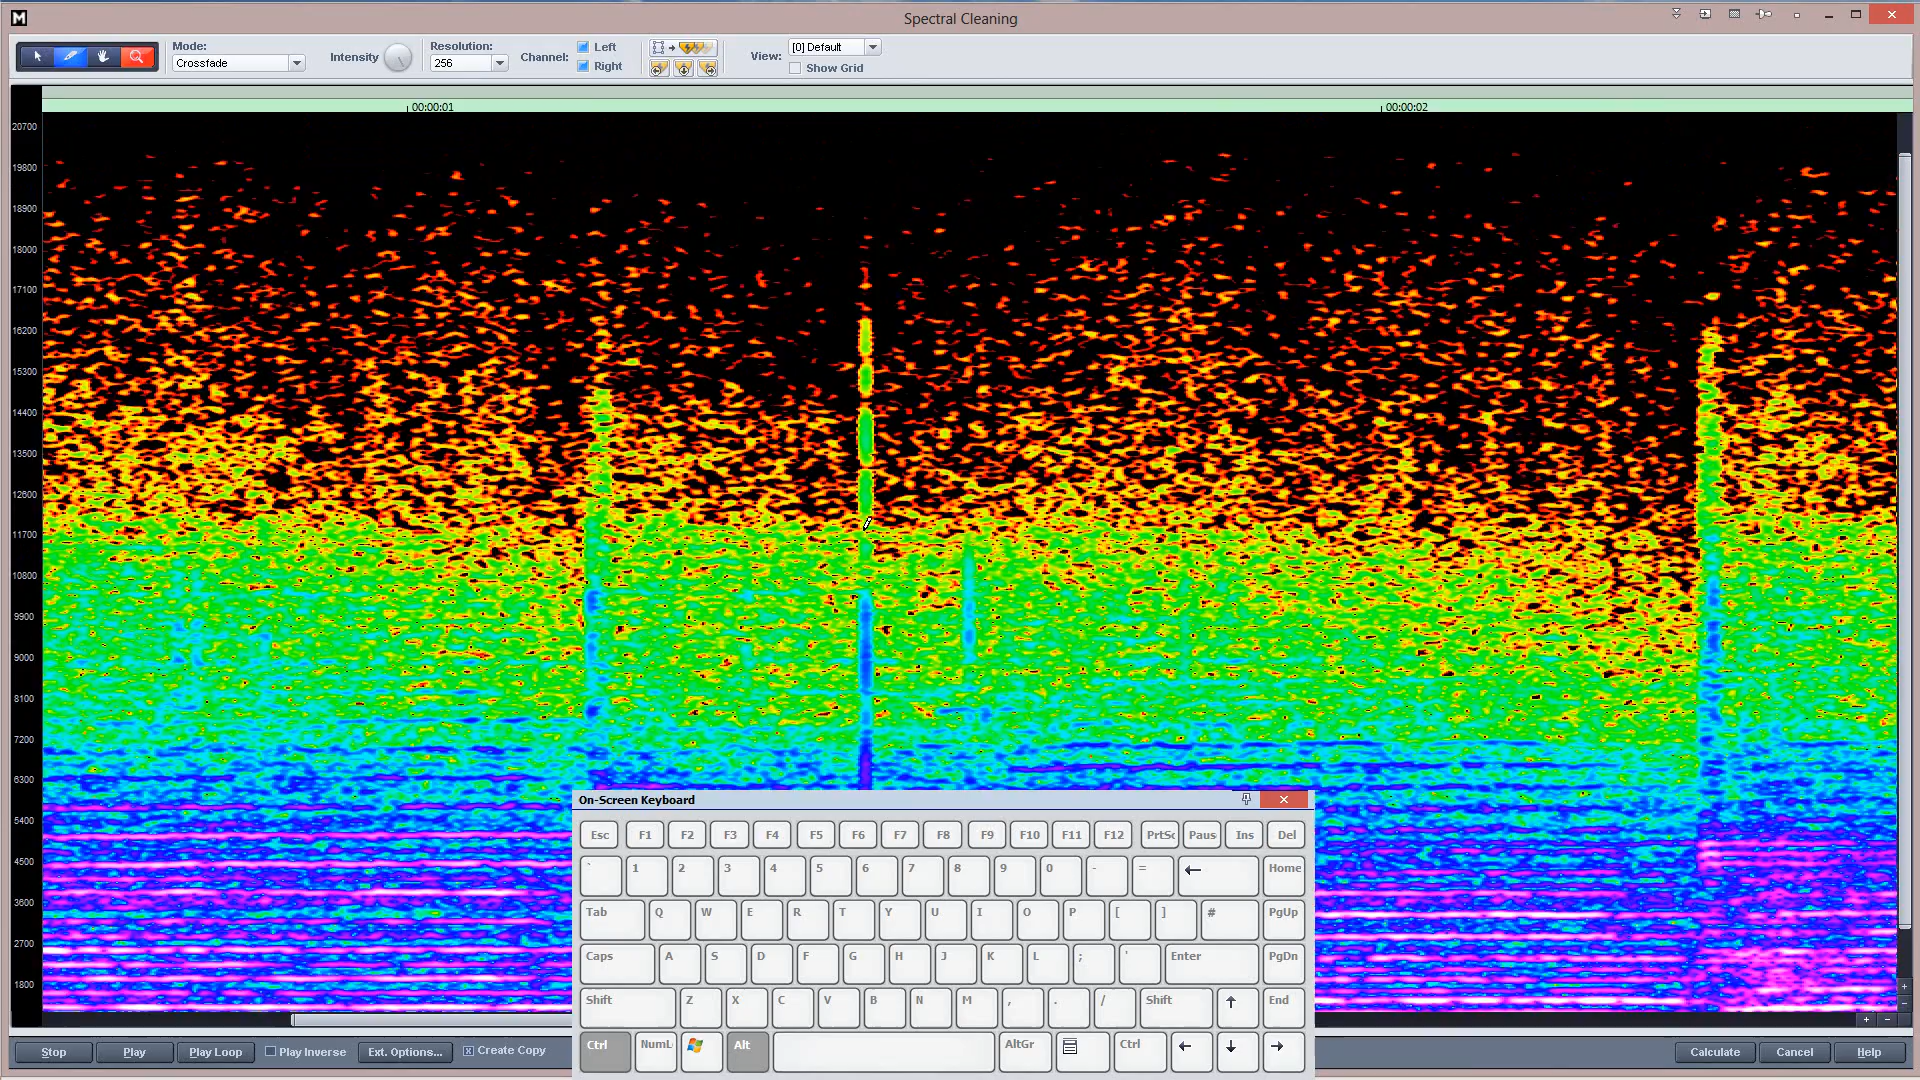 M
Spectral Cleaning
Mode:
Crossfade
Intensity
Resolution:
256
Channel:
Left
Right
View:
[0] Default
Show Grid
00:00:01
00:00:02
20700
19800
18900
18000
17100
16200
15300
14400
13500
12600
11700
10800
9900
9000
8100
7200
6300
5400
4500
3600
2700
1800
On-Screen Keyboard
Esc F1 F2 F3 F4 F5 F6 F7 F8 F9 F10 F11 F12 PrtSc Paus Ins Del
` 1 2 3 4 5 6 7 8 9 0 - = ← Home
Tab Q W E R T Y U I O P [ ] # PgUp
Caps A S D F G H J K L ; ' Enter PgDn
Shift Z X C V B N M , . / Shift ↑ End
Ctrl NumL Alt AltGr Ctrl ← ↓ →
Stop
Play
Play Loop
Play Inverse
Ext. Options...
Create Copy
Calculate
Cancel
Help